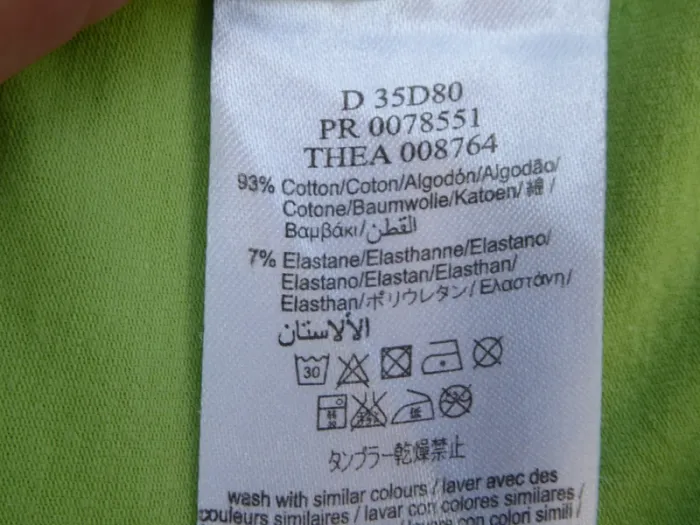 D 35D80
PR 0078551
THEA 008764
93% Cotton/Coton/Algodón/Algodão/
Cotone/Baumwolle/Katoen/綿/
Βαμβάκι/القطن
7% Elastane/Elasthanne/Elastano/
Elastano/Elastan/Elasthan/
Elasthan/ポリウレタン/Ελαστάνη/
الألاستان
30
タンブラー乾燥禁止
wash with similar colours / laver avec des
couleurs similaires / lavar con colores similares /